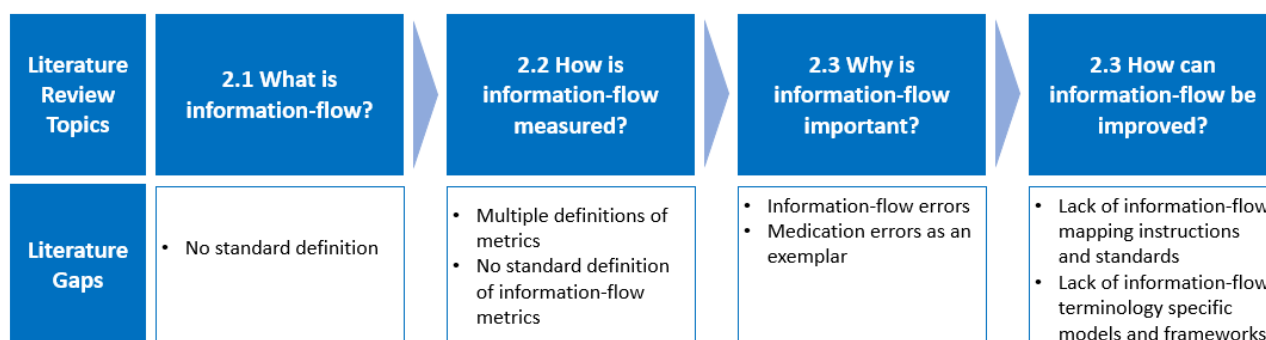 Literature
Review
Topics
2.1 What is
information-flow?
2.2 How is
information-flow
measured?
2.3 Why is
information-flow
important?
2.3 How can
information-flow be
improved?
Literature
Gaps
• No standard definition
• Multiple definitions of
metrics
• No standard definition
of information-flow
metrics
• Information-flow errors
• Medication errors as an
exemplar
• Lack of information-flow
mapping instructions
and standards
• Lack of information-flow
terminology specific
models and frameworks